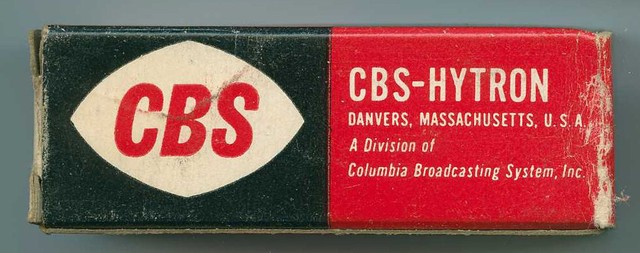 CBS
CBS-HYTRON
DANVERS, MASSACHUSETTS, U.S.A.
A Division of
Columbia Broadcasting System, Inc.